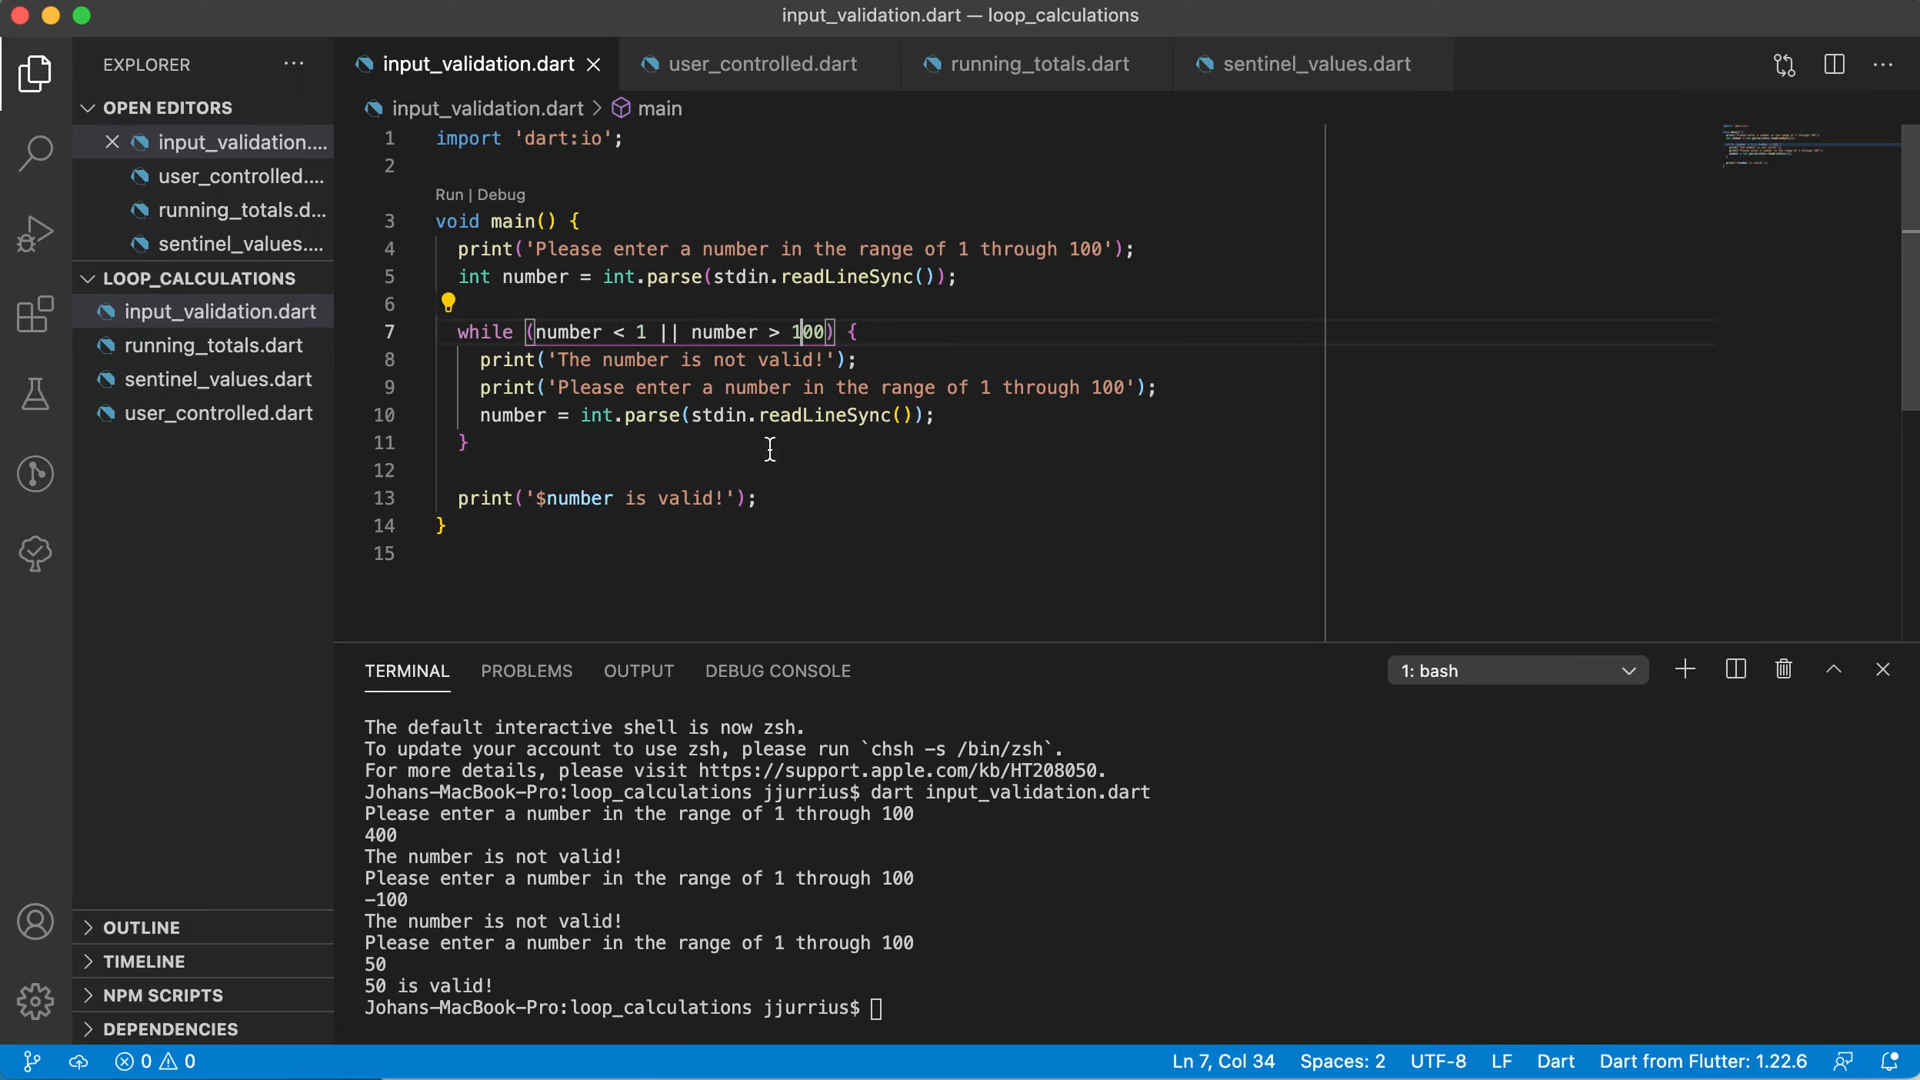 input_validation.dart — loop_calculations
EXPLORER
OPEN EDITORS
input_validation....
user_controlled....
running_totals.d...
sentinel_values....
LOOP_CALCULATIONS
input_validation.dart
running_totals.dart
sentinel_values.dart
user_controlled.dart
OUTLINE
TIMELINE
NPM SCRIPTS
DEPENDENCIES
input_validation.dart
user_controlled.dart
running_totals.dart
sentinel_values.dart
input_validation.dart > main
1 import 'dart:io';
2
Run | Debug
3 void main() {
4 print('Please enter a number in the range of 1 through 100');
5 int number = int.parse(stdin.readLineSync());
6
7 while (number < 1 || number > 100) {
8 print('The number is not valid!');
9 print('Please enter a number in the range of 1 through 100');
10 number = int.parse(stdin.readLineSync());
11 }
12
13 print('$number is valid!');
14 }
15
TERMINAL PROBLEMS OUTPUT DEBUG CONSOLE 1: bash
The default interactive shell is now zsh.
To update your account to use zsh, please run `chsh -s /bin/zsh`.
For more details, please visit https://support.apple.com/kb/HT208050.
Johans-MacBook-Pro:loop_calculations jjurrius$ dart input_validation.dart
Please enter a number in the range of 1 through 100
400
The number is not valid!
Please enter a number in the range of 1 through 100
-100
The number is not valid!
Please enter a number in the range of 1 through 100
50
50 is valid!
Johans-MacBook-Pro:loop_calculations jjurrius$
0 0 Ln 7, Col 34 Spaces: 2 UTF-8 LF Dart Dart from Flutter: 1.22.6